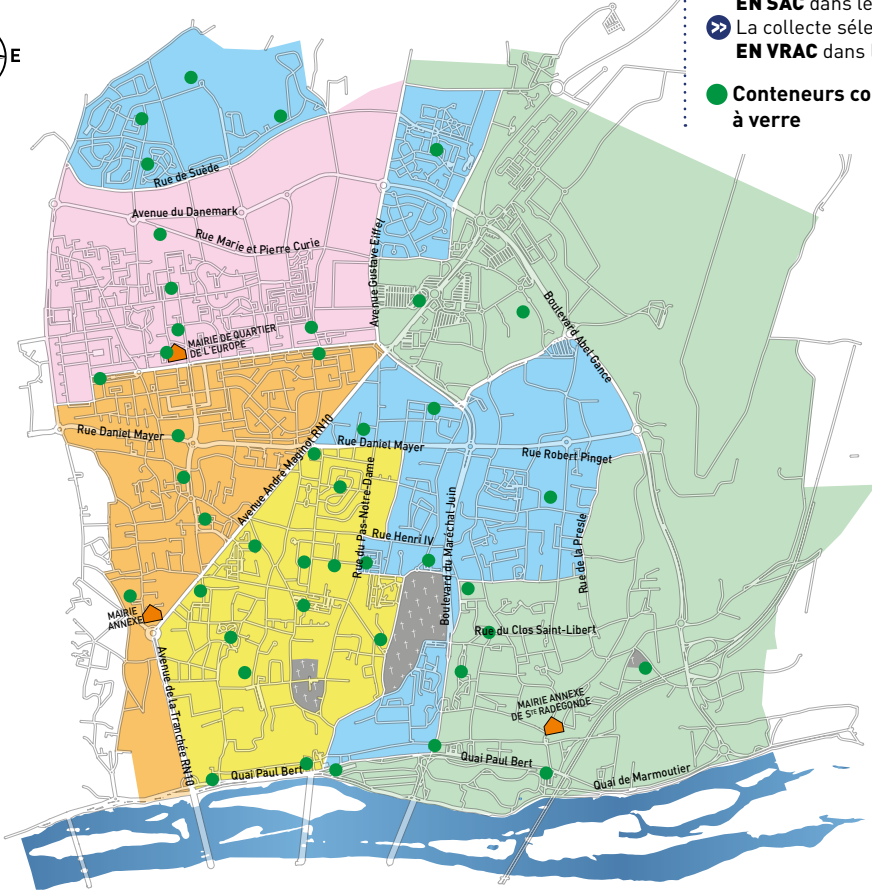 EN SAC dans le
>> La collecte séle
EN VRAC dans l
Conteneurs co
à verre
E
Rue de Suède
Avenue du Danemark
Rue Marie et Pierre Curie
Avenue Gustave Eiffel
MAIRIE DE QUARTIER
DE L'EUROPE
Boulevard Abel Gance
Rue Daniel Mayer
Avenue André Maginot RN10
Rue Daniel Mayer
Rue Robert Pinget
Rue du Pas-Notre-Dame
Boulevard du Maréchal Juin
Rue Henri IV
Rue de la Presle
MAIRIE
ANNEXE
Rue du Clos Saint-Libert
Avenue de la Tranchée RN10
MAIRIE ANNEXE
DE STE RADEGONDE
Quai Paul Bert
Quai Paul Bert
Quai de Marmoutier